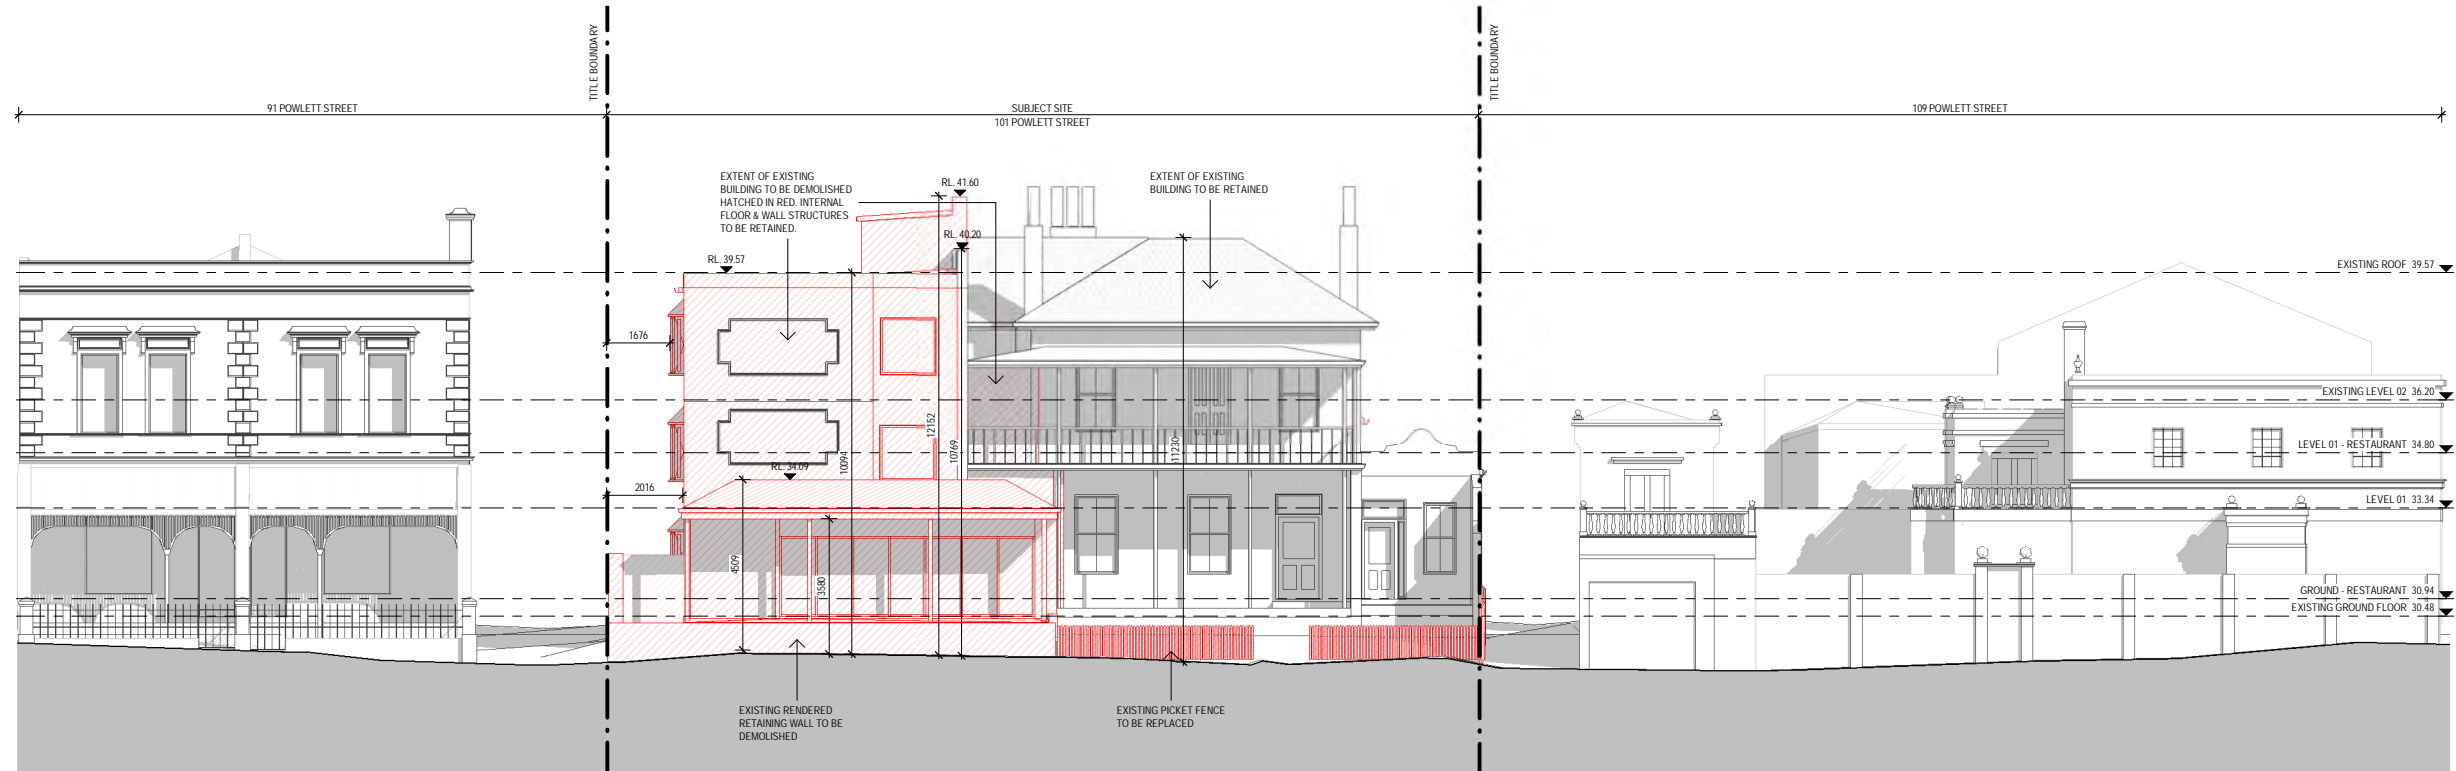 TITLE BOUNDARY
TITLE BOUNDARY
91 POWLETT STREET
SUBJECT SITE
101 POWLETT STREET
109 POWLETT STREET
EXTENT OF EXISTING
BUILDING TO BE DEMOLISHED
HATCHED IN RED. INTERNAL
FLOOR & WALL STRUCTURES
TO BE RETAINED.
RL. 41.60
EXTENT OF EXISTING
BUILDING TO BE RETAINED
RL. 40.20
RL. 39.57
EXISTING ROOF 39.57
1676
EXISTING LEVEL 02 36.20
12152
10769
11230
10094
LEVEL 01 - RESTAURANT 34.80
RL. 34.09
2016
LEVEL 01 33.34
4509
3580
GROUND - RESTAURANT 30.94
EXISTING GROUND FLOOR 30.48
EXISTING RENDERED
RETAINING WALL TO BE
DEMOLISHED
EXISTING PICKET FENCE
TO BE REPLACED